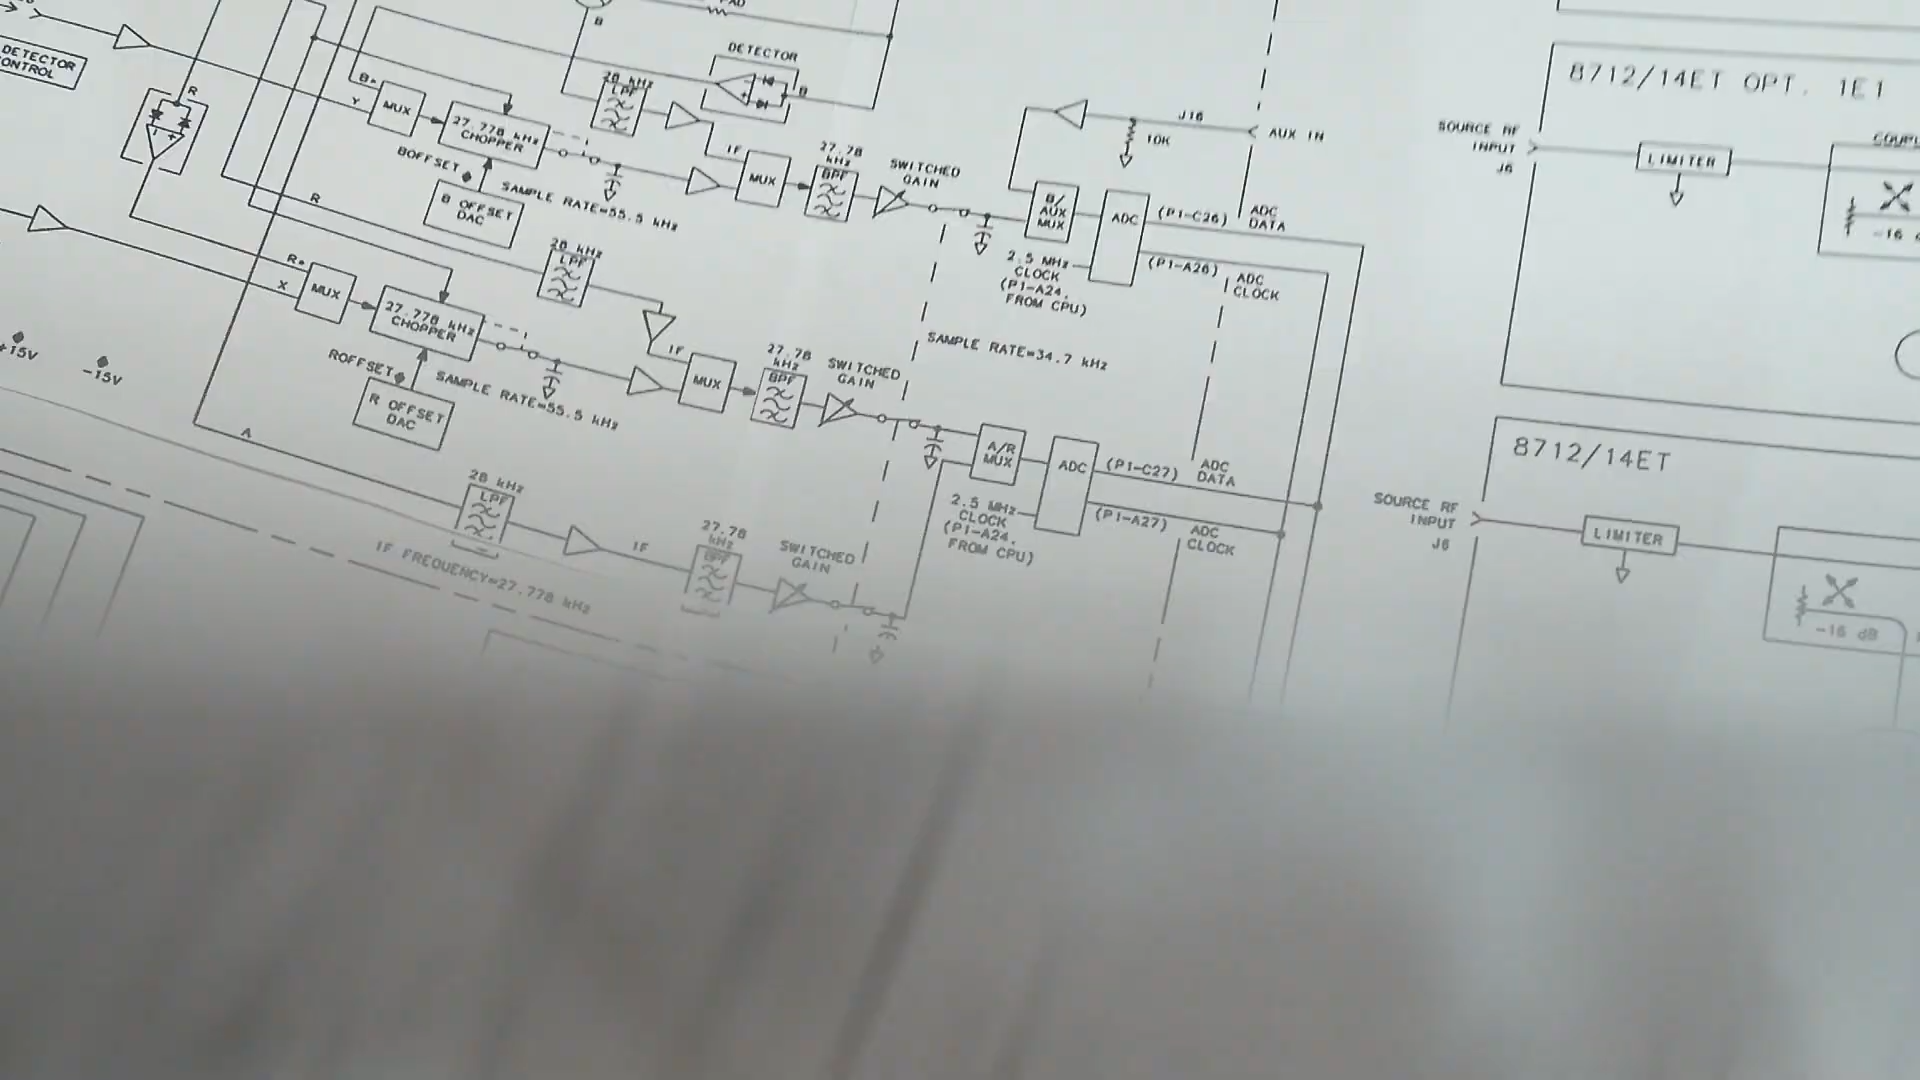 DETECTOR
B
DETECTOR
B
B*
Y
MUX
27.778 kHz
CHOPPER
28 kHz
LPF
IF
MUX
27.78
kHz
BPF
SWITCHED
GAIN
BOFFSET
B OFFSET
DAC
SAMPLE RATE=55.5 kHz
J16
10K
AUX IN
B/
AUX
MUX
ADC
(P1-C26)
ADC
DATA
(P1-A26)
ADC
CLOCK
2.5 MHz
CLOCK
(P1-A24,
FROM CPU)
R
R
R*
X
MUX
27.778 kHz
CHOPPER
28 kHz
LPF
IF
MUX
27.78
kHz
BPF
SWITCHED
GAIN
SAMPLE RATE=34.7 kHz
+15V
-15V
ROFFSET
R OFFSET
DAC
SAMPLE RATE=55.5 kHz
A/R
MUX
ADC
(P1-C27)
ADC
DATA
(P1-A27)
ADC
CLOCK
2.5 MHz
CLOCK
(P1-A24,
FROM CPU)
A
28 kHz
LPF
IF
27.78
kHz
BPF
SWITCHED
GAIN
IF FREQUENCY=27.778 kHz
8712/14ET OPT. 1E1
SOURCE RF
INPUT
J6
LIMITER
-16
8712/14ET
SOURCE RF
INPUT
J6
LIMITER
-16 dB